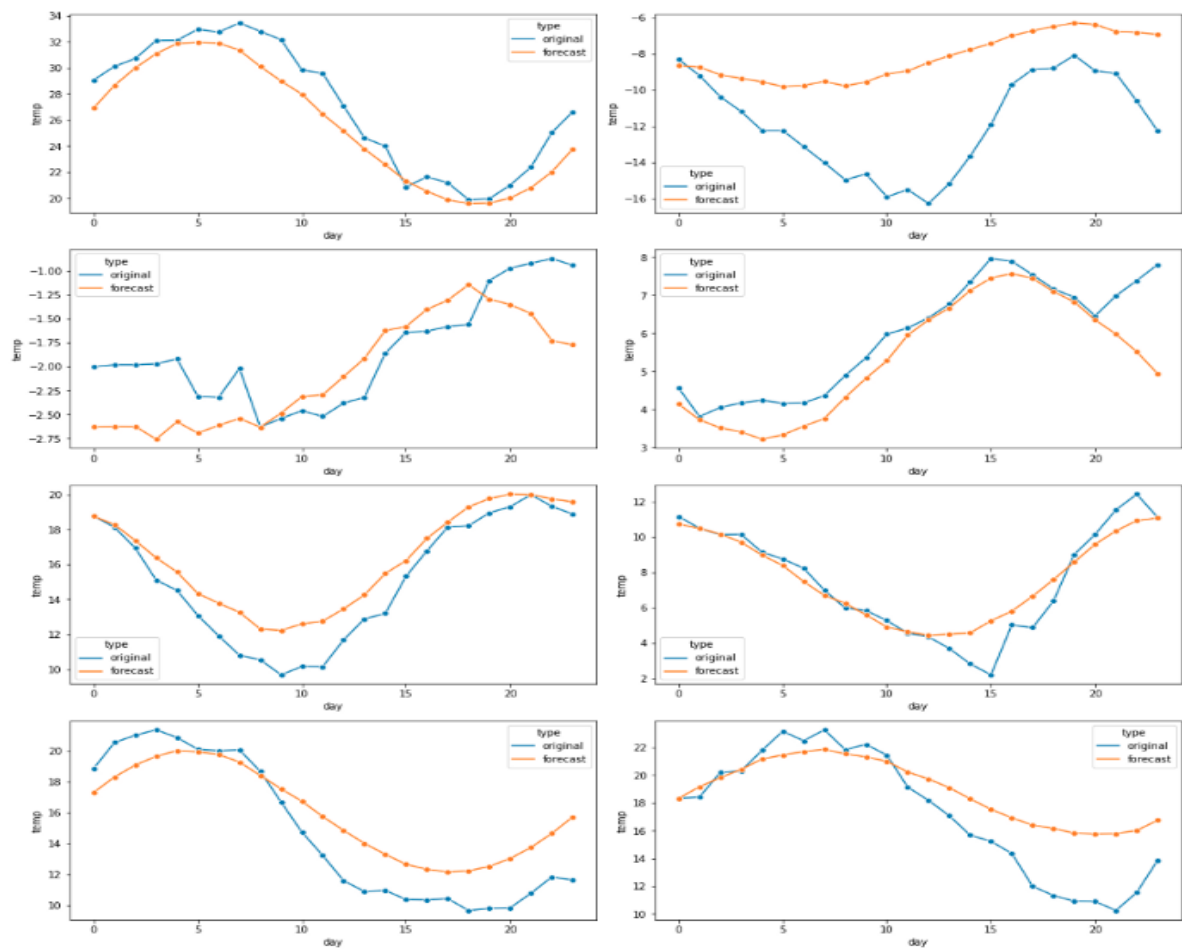 34
32
30
28
26
24
22
20
temp
type
original
forecast
0 5 10 15 20
day
−6
−8
−10
−12
−14
−16
temp
type
original
forecast
0 5 10 15 20
day
−1.00
−1.25
−1.50
−1.75
−2.00
−2.25
−2.50
−2.75
temp
type
original
forecast
0 5 10 15 20
day
8
7
6
5
4
3
temp
type
original
forecast
0 5 10 15 20
day
20
18
16
14
12
10
temp
type
original
forecast
0 5 10 15 20
day
12
10
8
6
4
2
temp
type
original
forecast
0 5 10 15 20
day
20
18
16
14
12
10
temp
type
original
forecast
0 5 10 15 20
day
22
20
18
16
14
12
10
temp
type
original
forecast
0 5 10 15 20
day